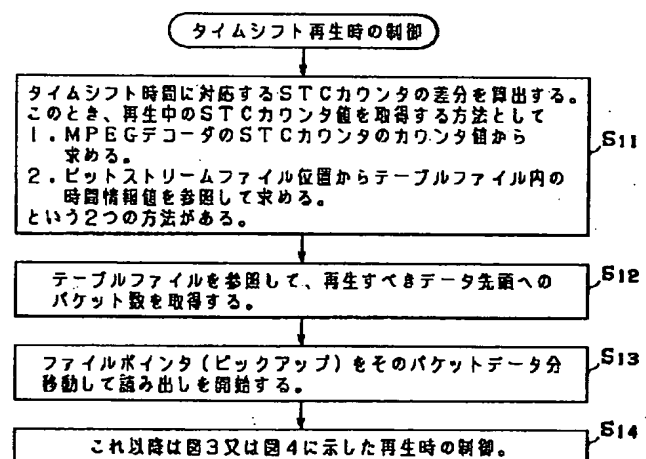 タイムシフト再生時の制御
タイムシフト時間に対応するSTCカウンタの差分を算出する。
このとき、再生中のSTCカウンタ値を取得する方法として
1．MPEGデコーダのSTCカウンタのカウンタ値から
求める。
2．ビットストリームファイル位置からテーブルファイル内の
時間情報値を参照して求める。
という2つの方法がある。
S11
テーブルファイルを参照して、再生すべきデータ先頭への
パケット数を取得する。
S12
ファイルポインタ（ピックアップ）をそのパケットデータ分
移動して読み出しを開始する。
S13
これ以降は図3又は図4に示した再生時の制御。
S14